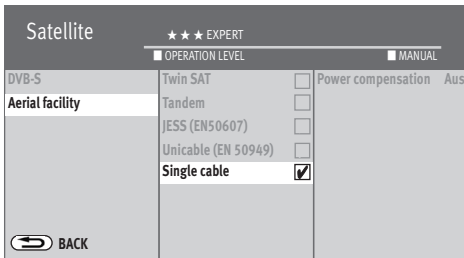 Satellite
★★★ EXPERT
OPERATION LEVEL
MANUAL
DVB-S
Aerial facility
Twin SAT
Tandem
JESS (EN50607)
Unicable (EN 50949)
Single cable
Power compensation Aus
BACK